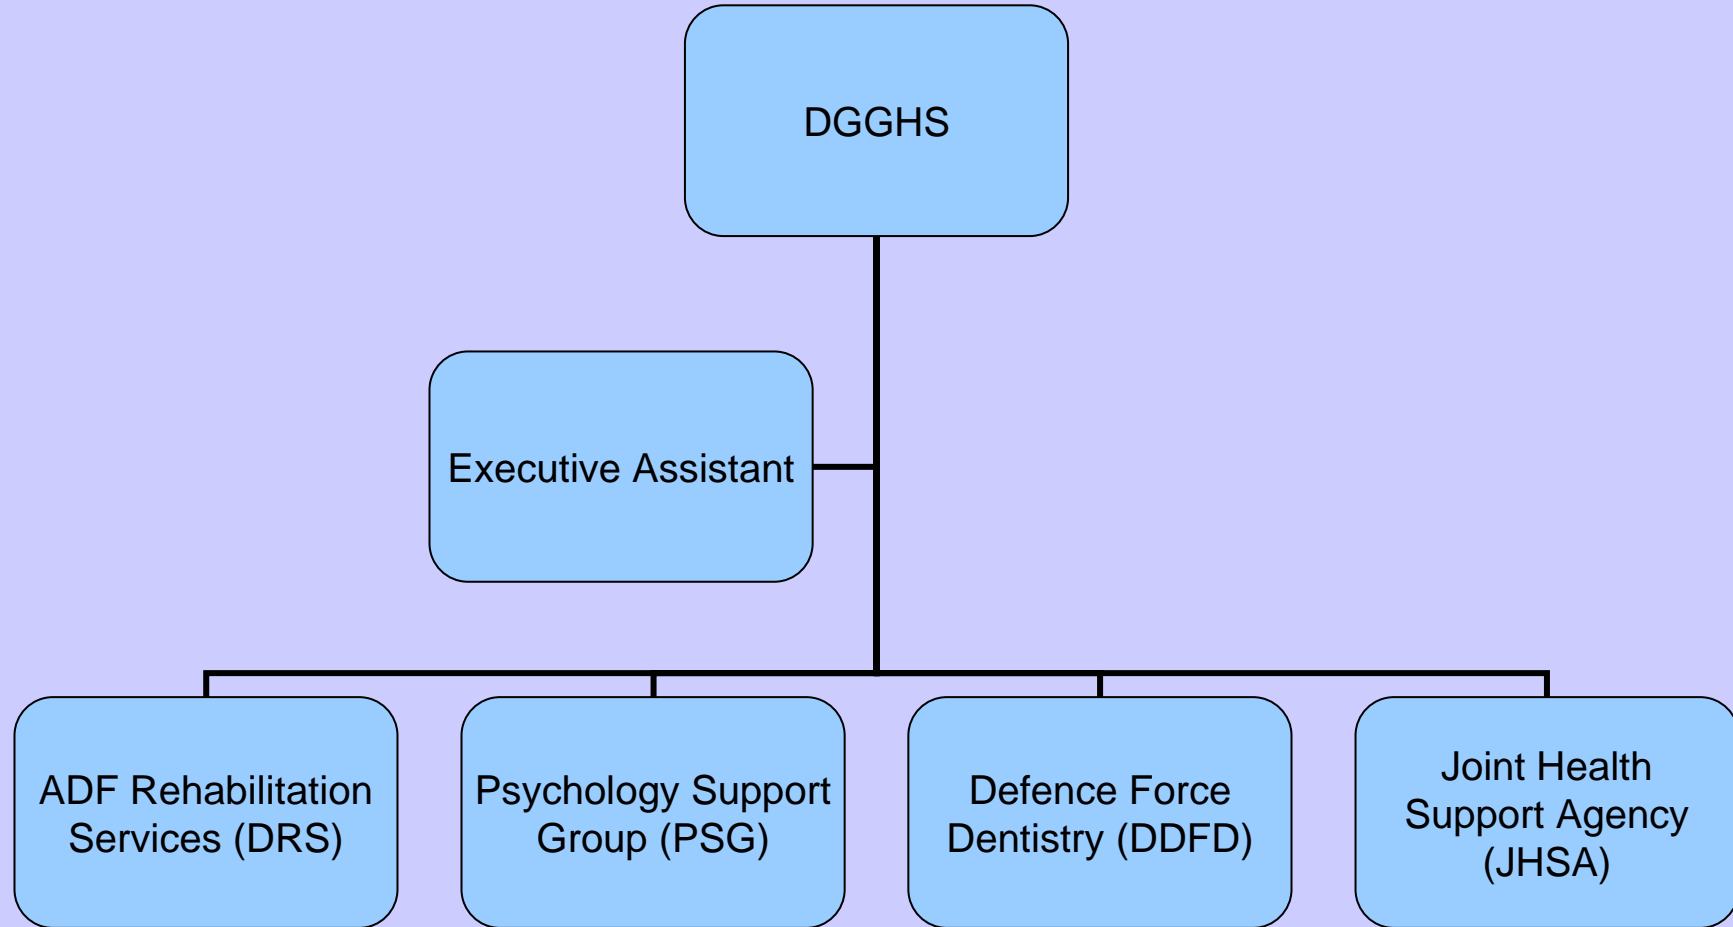 DGGHS
Executive Assistant
ADF Rehabilitation
Services (DRS)
Psychology Support
Group (PSG)
Defence Force
Dentistry (DDFD)
Joint Health
Support Agency
(JHSA)